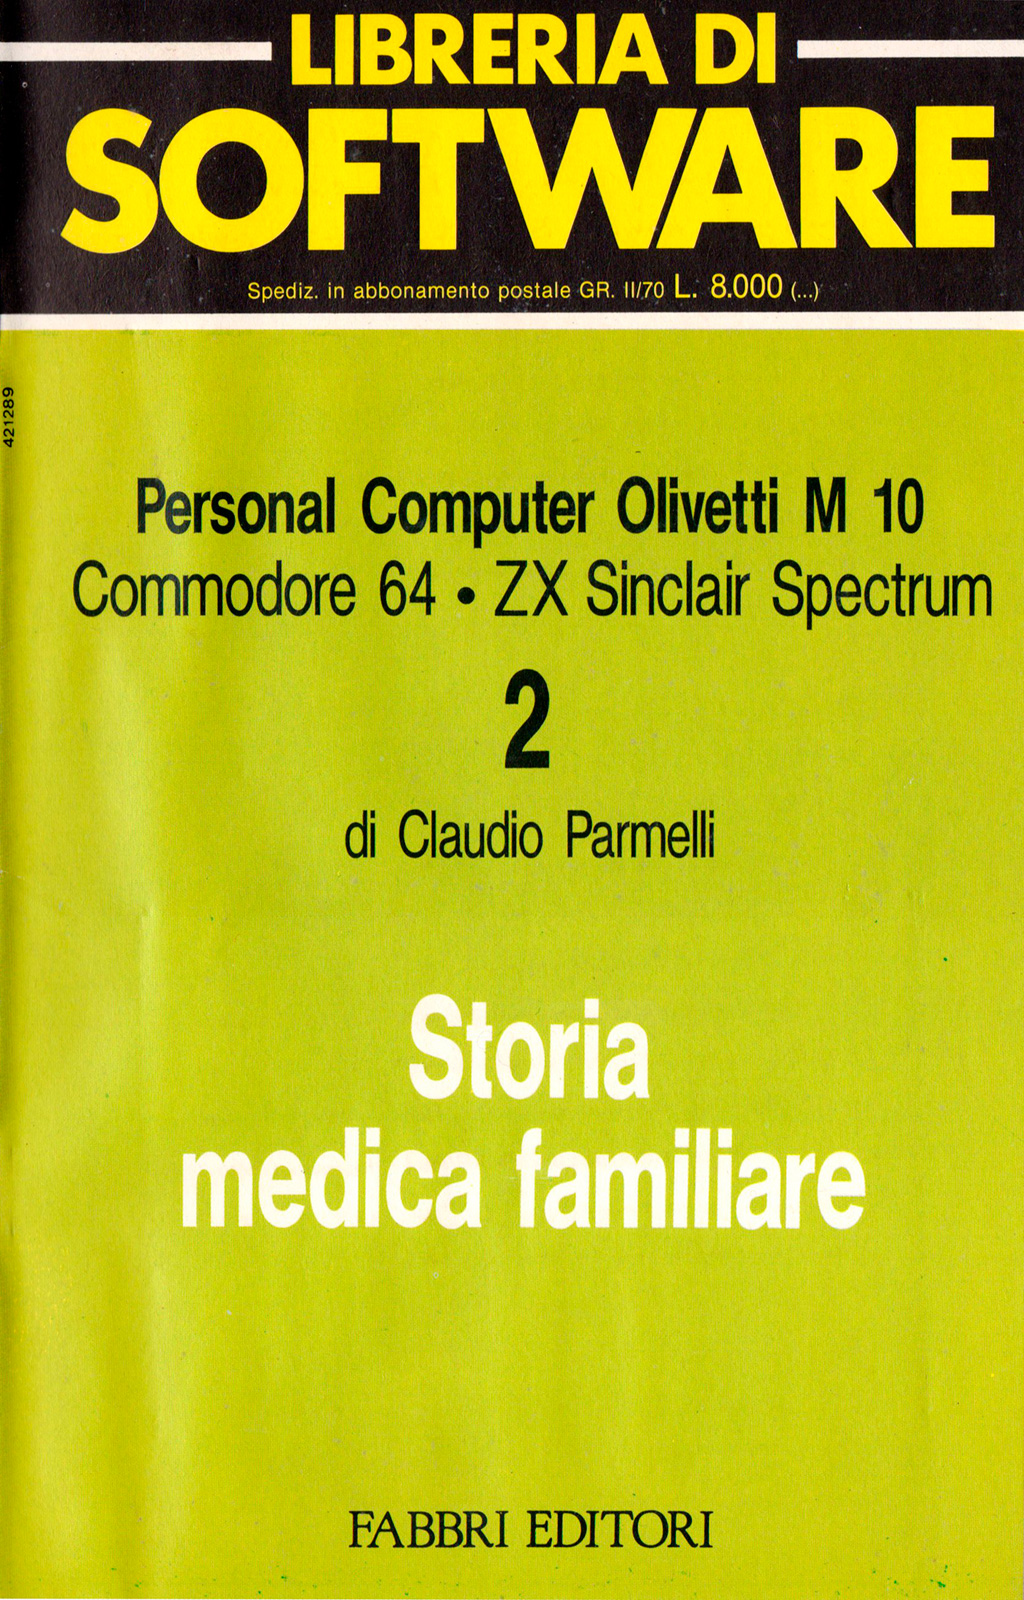 LIBRERIA DI
SOFTWARE
Spediz. in abbonamento postale GR. II/70 L. 8.000 (...)
421289
Personal Computer Olivetti M 10
Commodore 64 • ZX Sinclair Spectrum
2
di Claudio Parmelli
Storia
medica familiare
FABBRI EDITORI